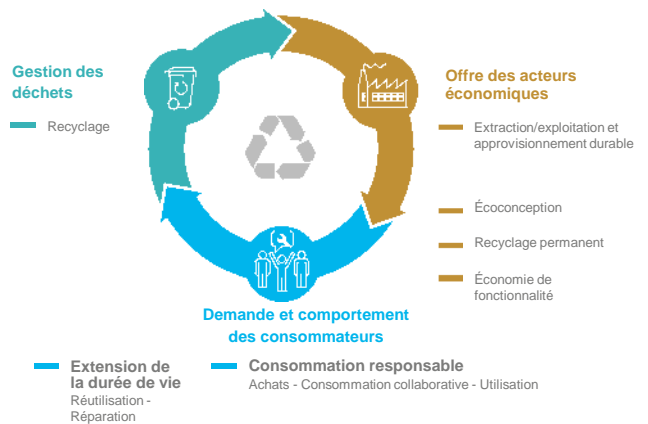 Gestion des
déchets
Recyclage
Offre des acteurs
économiques
Extraction/exploitation et
approvisionnement durable
Écoconception
Recyclage permanent
Économie de
fonctionnalité
Demande et comportement
des consommateurs
Extension de
la durée de vie
Réutilisation -
Réparation
Consommation responsable
Achats - Consommation collaborative - Utilisation